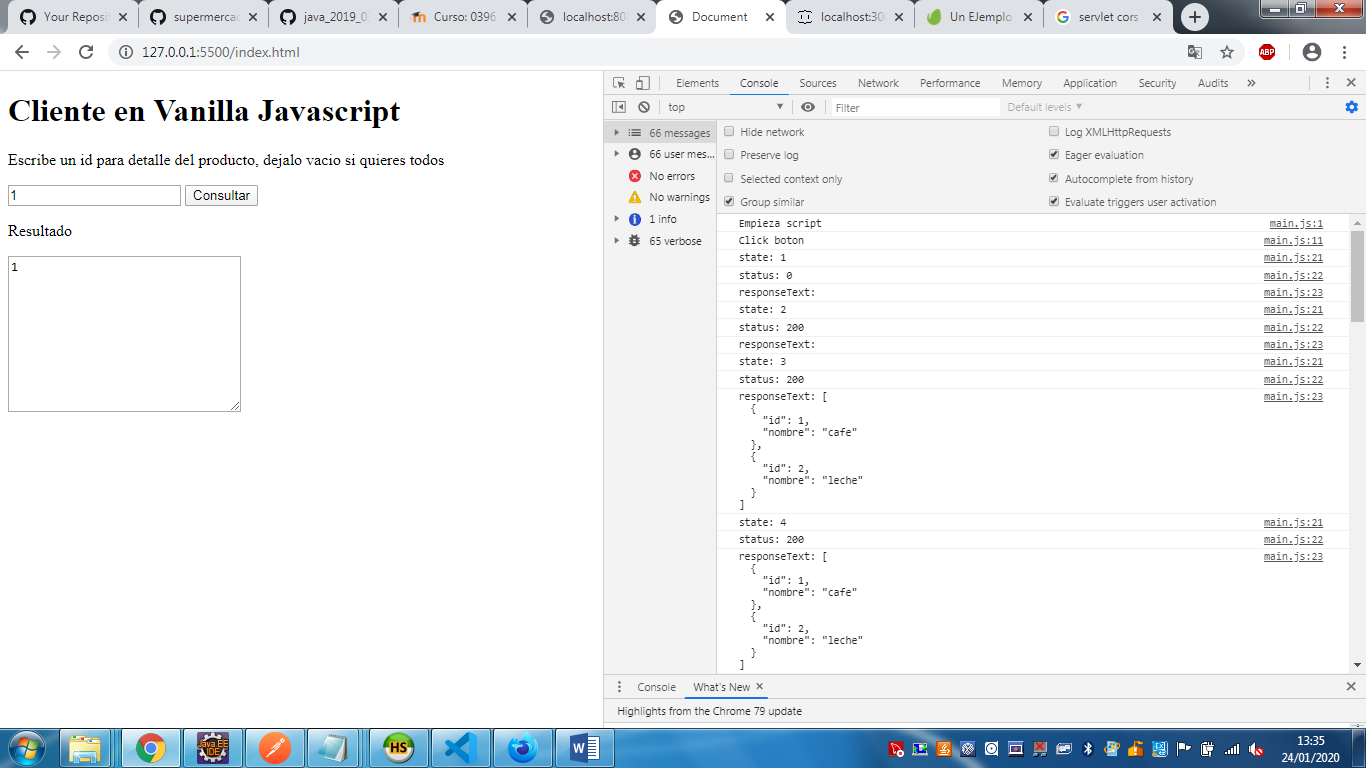 Your Reposi
supermerca
java_2019_0
Curso: 0396
localhost:80
Document
localhost:30
Un EJemplo
servlet cors
127.0.0.1:5500/index.html
ABP
Cliente en Vanilla Javascript
Escribe un id para detalle del producto, dejalo vacio si quieres todos
1
Consultar
Resultado
1
Elements Console Sources Network Performance Memory Application Security Audits
top
Filter
Default levels
66 messages
66 user mes...
No errors
No warnings
1 info
65 verbose
Hide network
Log XMLHttpRequests
Preserve log
Eager evaluation
Selected context only
Autocomplete from history
Group similar
Evaluate triggers user activation
Empieza script main.js:1
Click boton main.js:11
state: 1 main.js:21
status: 0 main.js:22
responseText: main.js:23
state: 2 main.js:21
status: 200 main.js:22
responseText: main.js:23
state: 3 main.js:21
status: 200 main.js:22
responseText: [ main.js:23
{
"id": 1,
"nombre": "cafe"
},
{
"id": 2,
"nombre": "leche"
}
]
state: 4 main.js:21
status: 200 main.js:22
responseText: [ main.js:23
{
"id": 1,
"nombre": "cafe"
},
{
"id": 2,
"nombre": "leche"
}
]
Console What's New
Highlights from the Chrome 79 update
Java EE
IDE
HS
13:35
24/01/2020